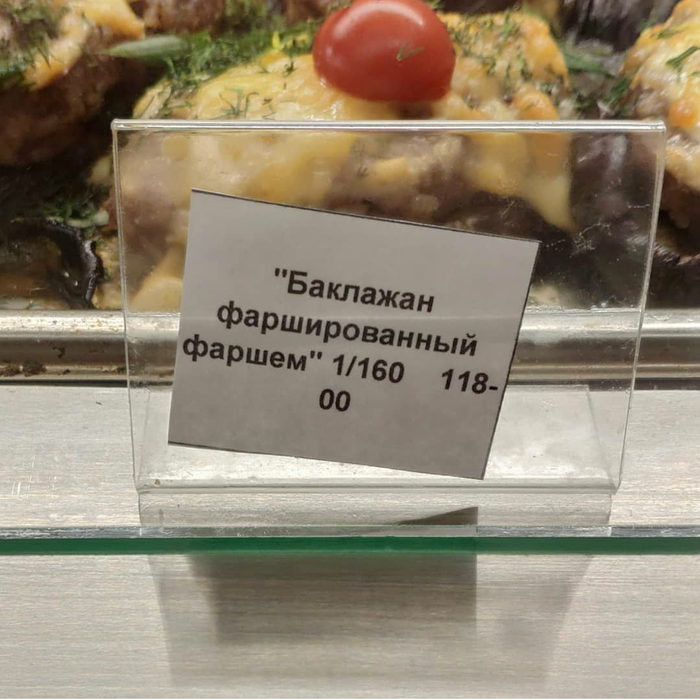 "Баклажан
фаршированный
фаршем" 1/160 118-
00